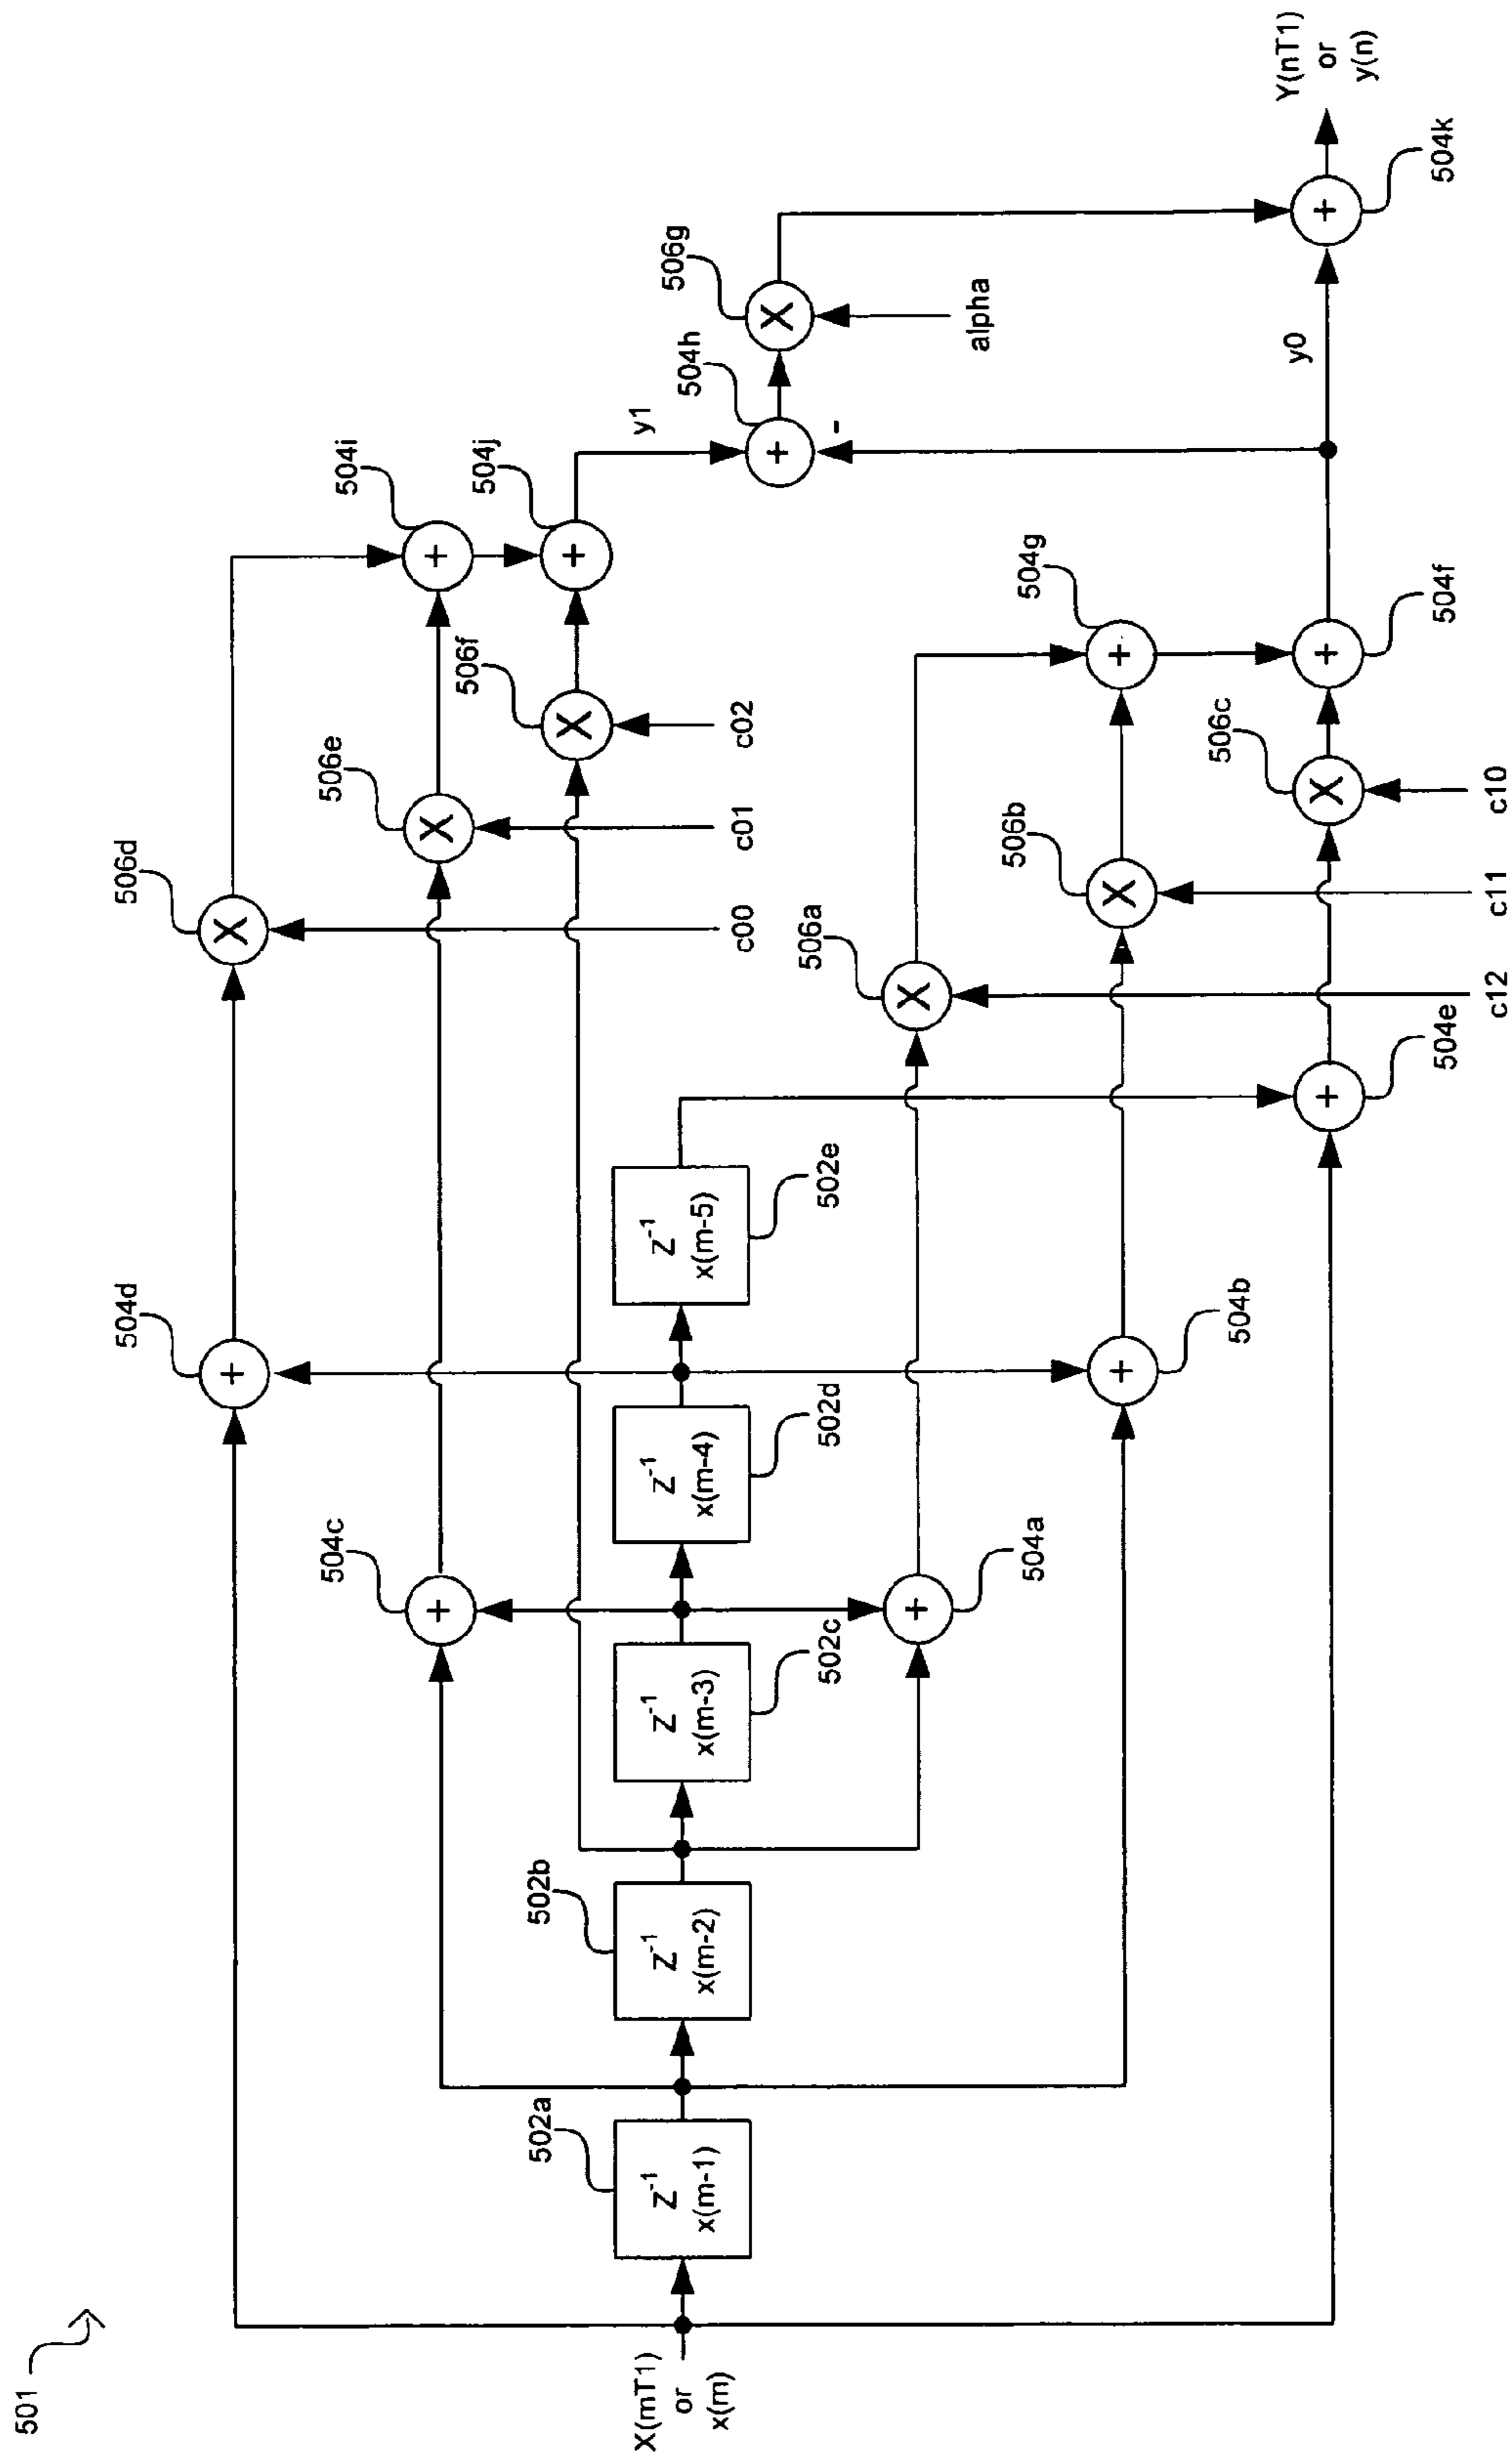 501
X(mT1)
or
x(m)
502a
z-1
x(m-1)
502b
z-1
x(m-2)
502c
z-1
x(m-3)
502d
z-1
x(m-4)
502e
z-1
x(m-5)
504d
+
504c
+
504a
+
504b
+
504e
+
506d
X
c00
506e
X
c01
506f
X
c02
506a
X
c12
506b
X
c11
506c
X
c10
504i
+
504j
+
504g
+
504f
+
y1
504h
+
-
506g
X
alpha
y0
504k
+
Y(nT1)
or
y(n)